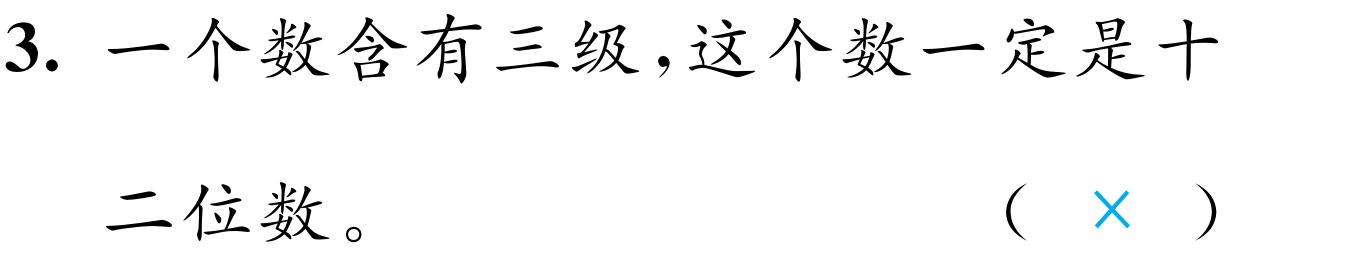 3. 一个数含有三级,这个数一定是十
二位数。 ( × )